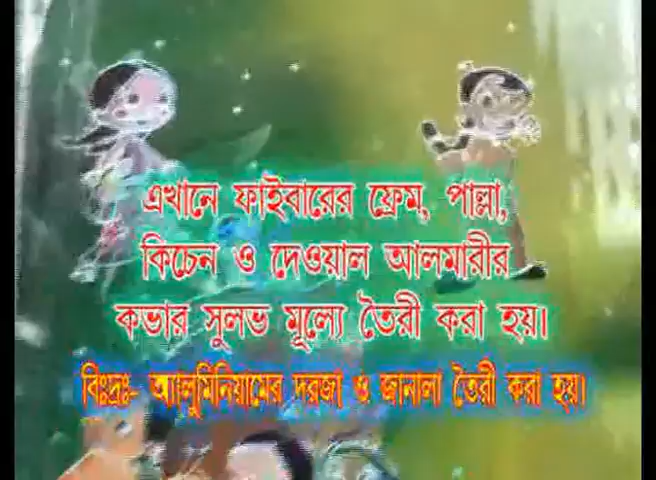 এখানে ফাইবারের ফ্রেম, পাল্লা,
কিচেন ও দেওয়াল আলমারীর
কভার সুলভ মূল্যে তৈরী করা হয়।
বিঃদ্রঃ- অ্যালুমিনিয়ামের দরজা ও জানালা তৈরী করা হয়।